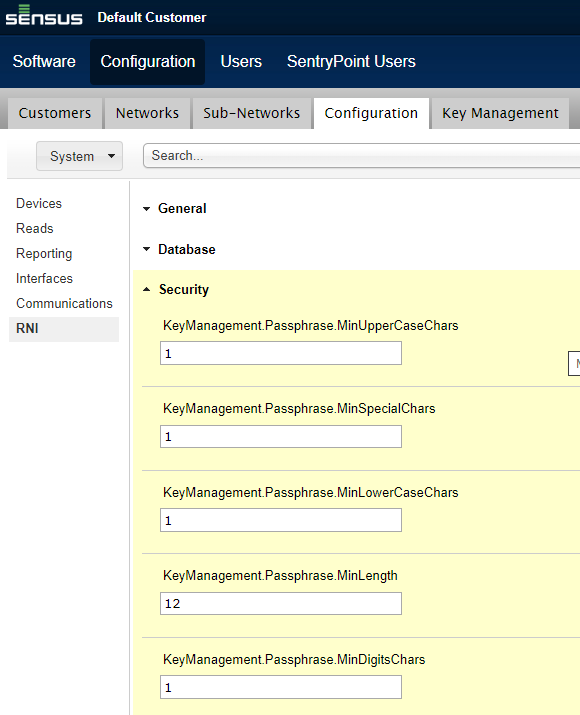 sensus Default Customer
Software Configuration Users SentryPoint Users
Customers Networks Sub-Networks Configuration Key Management
System Search...
Devices
Reads
Reporting
Interfaces
Communications
RNI
General
Database
Security
KeyManagement.Passphrase.MinUpperCaseChars
1
KeyManagement.Passphrase.MinSpecialChars
1
KeyManagement.Passphrase.MinLowerCaseChars
1
KeyManagement.Passphrase.MinLength
12
KeyManagement.Passphrase.MinDigitsChars
1